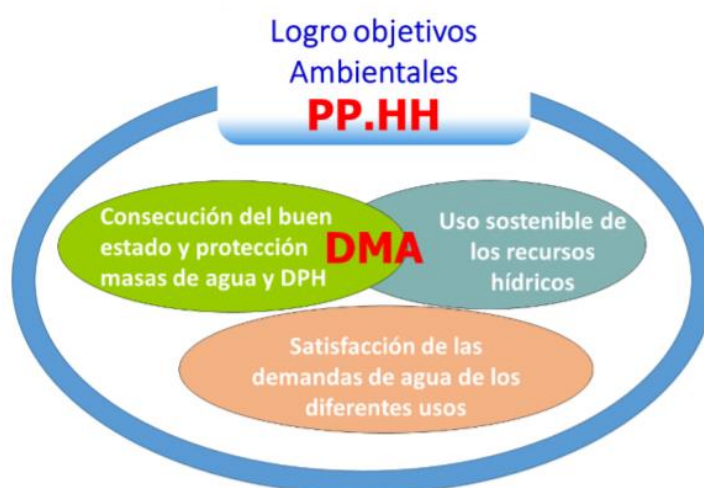 Logro objetivos
Ambientales
PP.HH
Consecución del buen
estado y protección
masas de agua y DPH
DMA
Uso sostenible de
los recursos
hídricos
Satisfacción de las
demandas de agua de los
diferentes usos